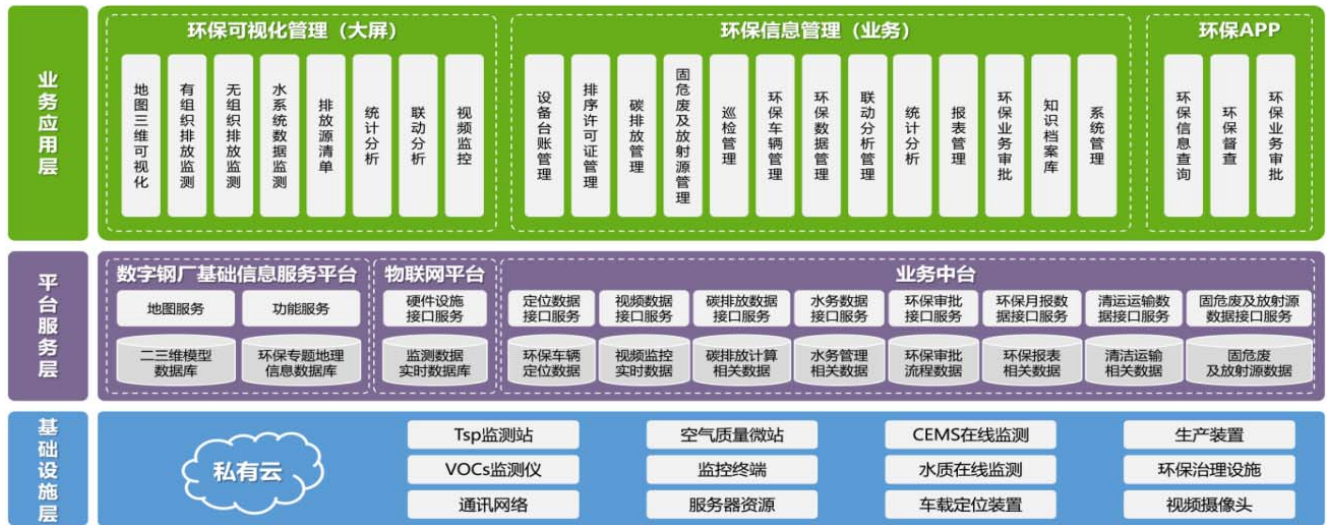 业务应用层
环保可视化管理（大屏）
地图三维可视化
有组织排放监测
无组织排放监测
水系统数据监测
排放源清单
统计分析
联动分析
视频监控
环保信息管理（业务）
设备台账管理
排序许可证管理
碳排放管理
固危废及放射源管理
巡检管理
环保车辆管理
环保数据管理
联动分析管理
统计分析
报表管理
环保业务审批
知识档案库
系统管理
环保APP
环保信息查询
环保督查
环保业务审批
平台服务层
数字钢厂基础信息服务平台
地图服务
功能服务
二三维模型
数据库
环保专题地理
信息数据库
物联网平台
硬件设施
接口服务
监测数据
实时数据库
业务中台
定位数据
接口服务
视频数据
接口服务
碳排放数据
接口服务
水务数据
接口服务
环保审批
接口服务
环保月报数
据接口服务
清运运输数
据接口服务
固危废及放射源
数据接口服务
环保车辆
定位数据
视频监控
实时数据
碳排放计算
相关数据
水务管理
相关数据
环保审批
流程数据
环保报表
相关数据
清洁运输
相关数据
固危废
及放射源数据
基础设施层
私有云
Tsp监测站
空气质量微站
CEMS在线监测
生产装置
VOCs监测仪
监控终端
水质在线监测
环保治理设施
通讯网络
服务器资源
车载定位装置
视频摄像头